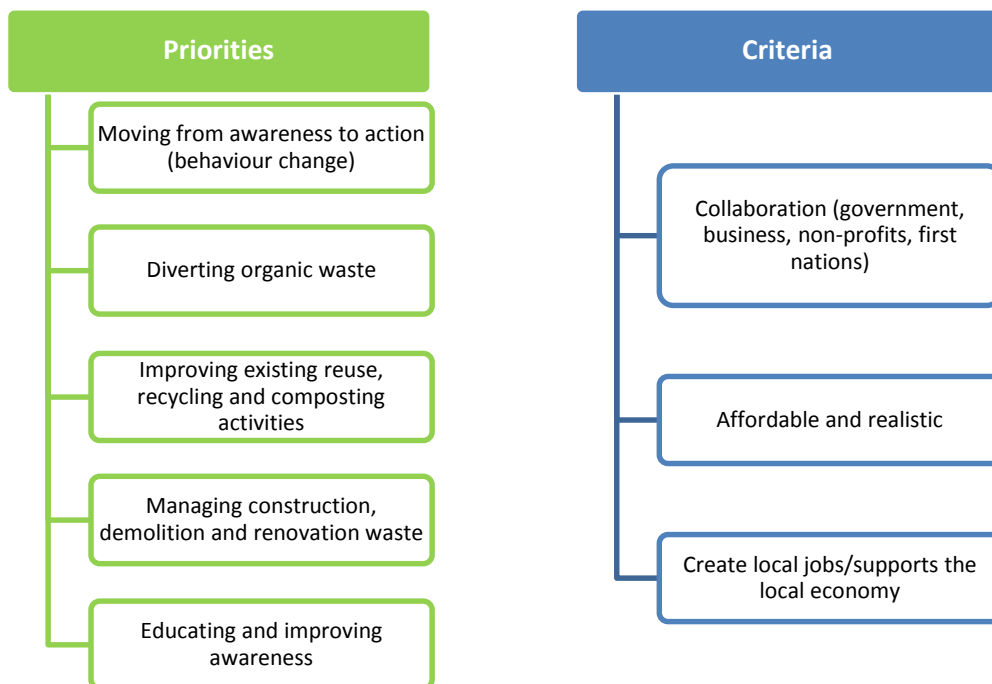 Priorities
Moving from awareness to action
(behaviour change)
Diverting organic waste
Improving existing reuse,
recycling and composting
activities
Managing construction,
demolition and renovation waste
Educating and improving
awareness
Criteria
Collaboration (government,
business, non-profits, first
nations)
Affordable and realistic
Create local jobs/supports the
local economy